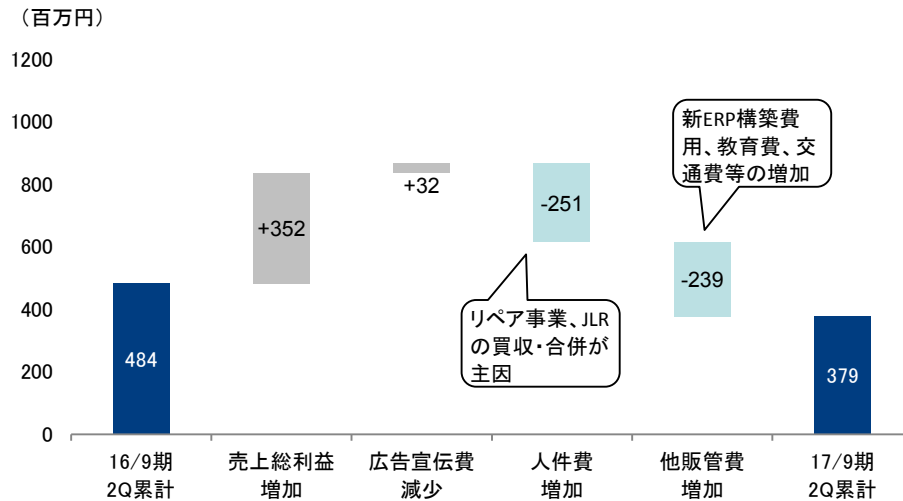 （百万円）
1200
1000
800
600
400
200
0
484
+352
+32
-251
-239
379
新ERP構築費
用、教育費、交
通費等の増加
リペア事業、JLR
の買収・合併が
主因
16/9期
2Q累計
売上総利益
増加
広告宣伝費
減少
人件費
増加
他販管費
増加
17/9期
2Q累計